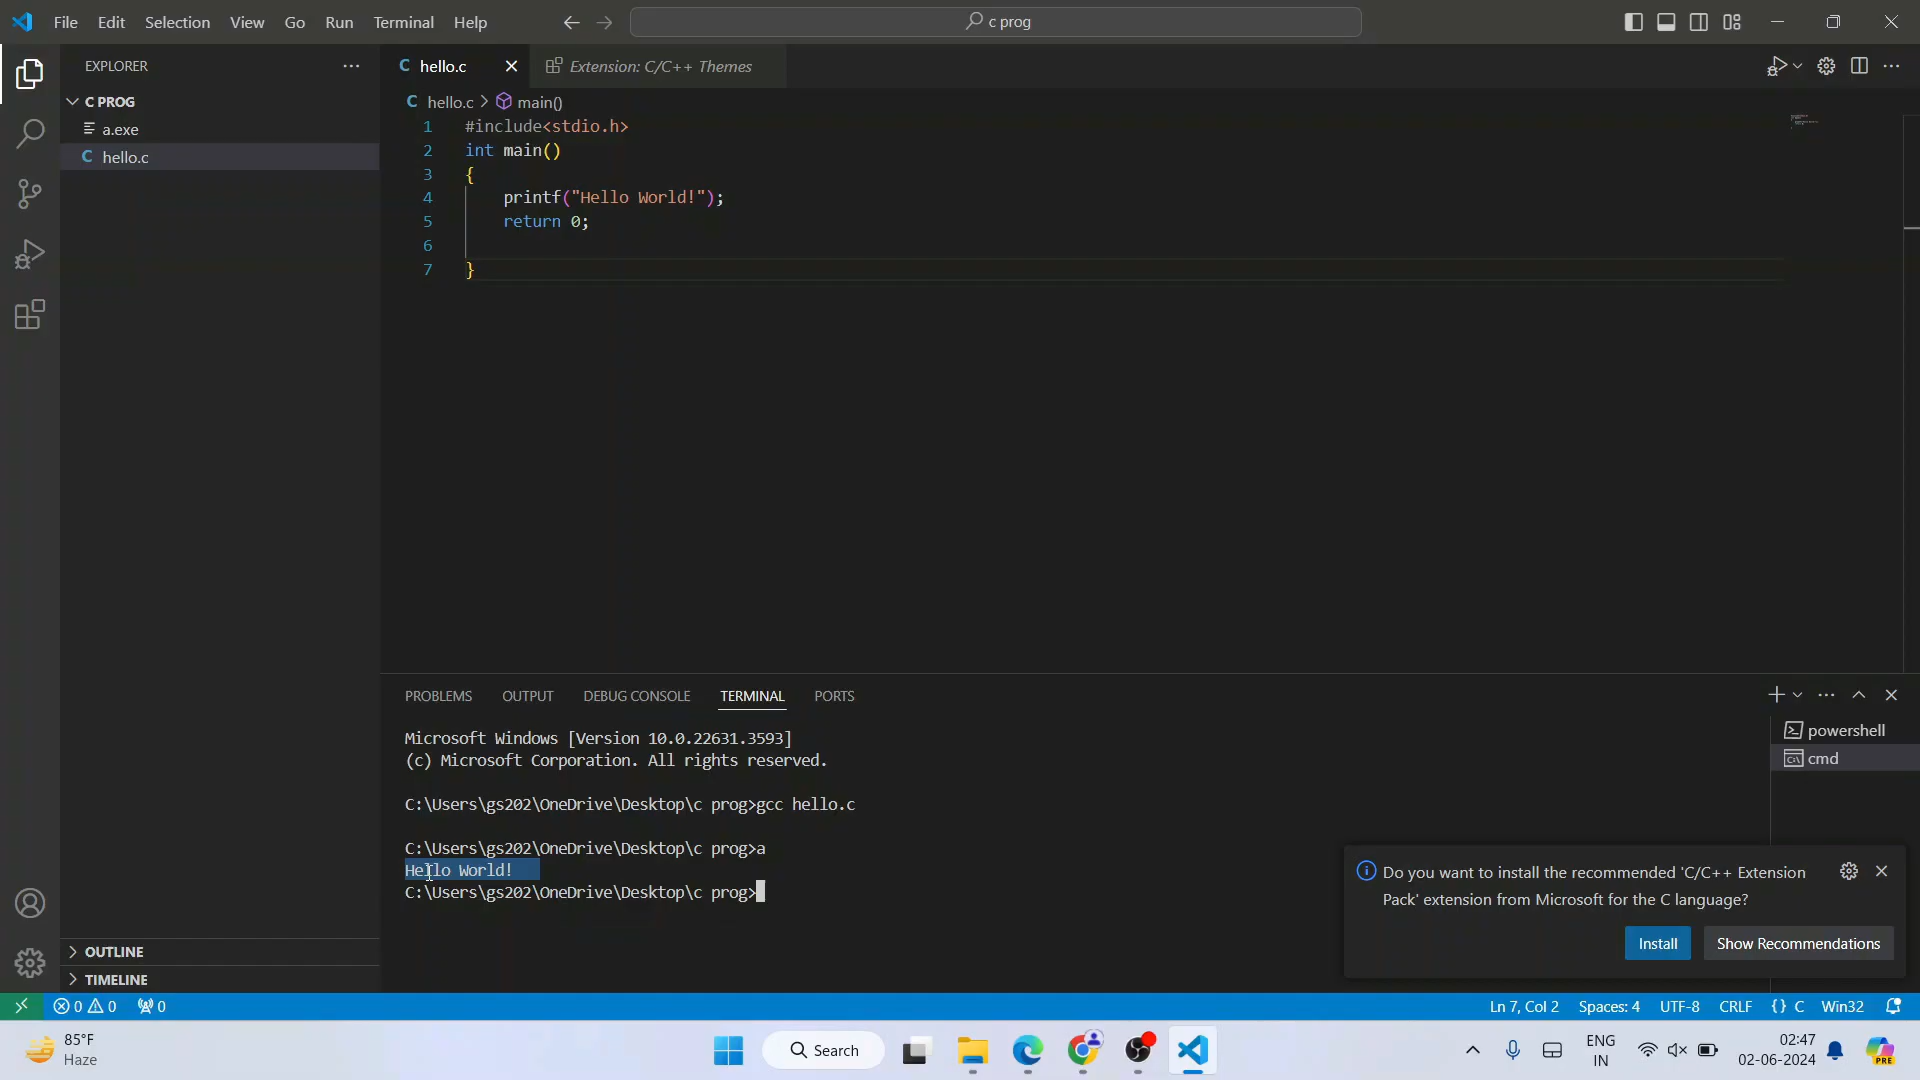 File Edit Selection View Go Run Terminal Help
c prog
EXPLORER
C PROG
a.exe
C hello.c
C hello.c
Extension: C/C++ Themes
C hello.c > main()
1 #include<stdio.h>
2 int main()
3 {
4 printf("Hello World!");
5 return 0;
6
7 }
PROBLEMS OUTPUT DEBUG CONSOLE TERMINAL PORTS
Microsoft Windows [Version 10.0.22631.3593]
(c) Microsoft Corporation. All rights reserved.
C:\Users\gs202\OneDrive\Desktop\c prog>gcc hello.c
C:\Users\gs202\OneDrive\Desktop\c prog>a
Hello World!
C:\Users\gs202\OneDrive\Desktop\c prog>
powershell
cmd
Do you want to install the recommended 'C/C++ Extension
Pack' extension from Microsoft for the C language?
Install
Show Recommendations
OUTLINE
TIMELINE
0 0 0
Ln 7, Col 2 Spaces: 4 UTF-8 CRLF {} C Win32
85°F
Haze
Search
ENG
IN
02:47
02-06-2024
PRE